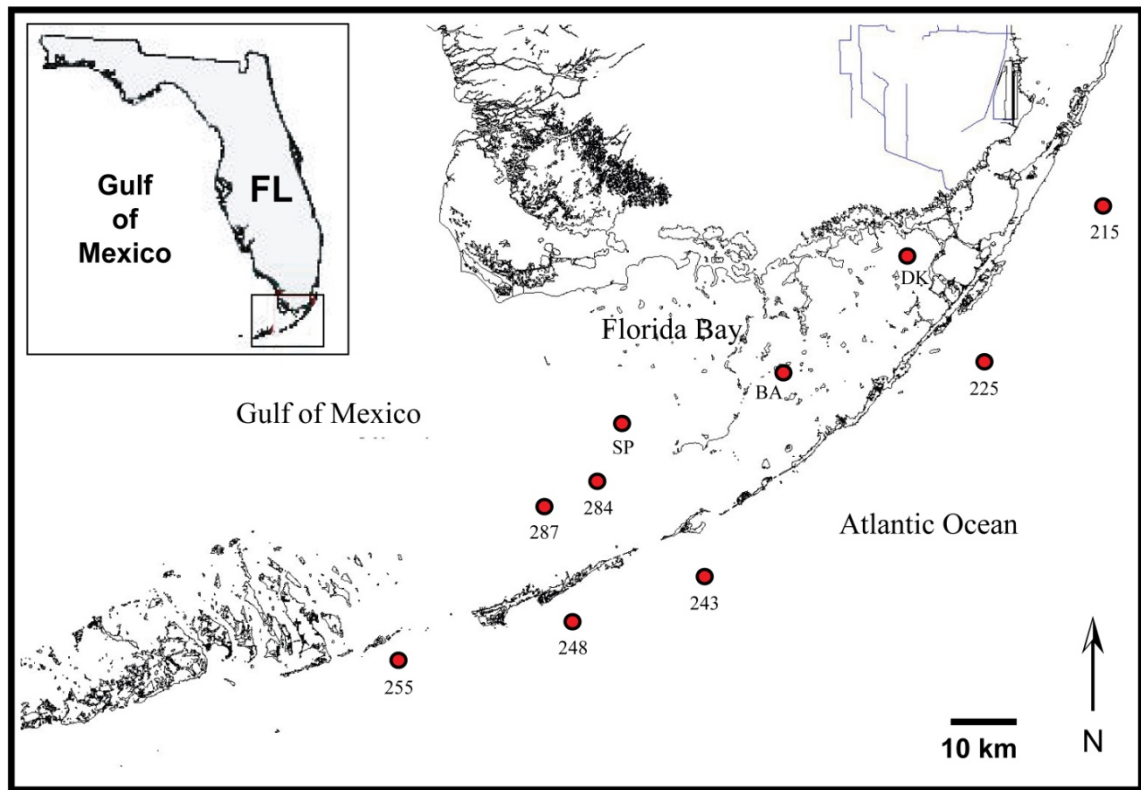 Gulf
of
Mexico
FL
215
DK
Florida Bay
225
BA
Gulf of Mexico
SP
284
287
Atlantic Ocean
243
248
255
10 km
N